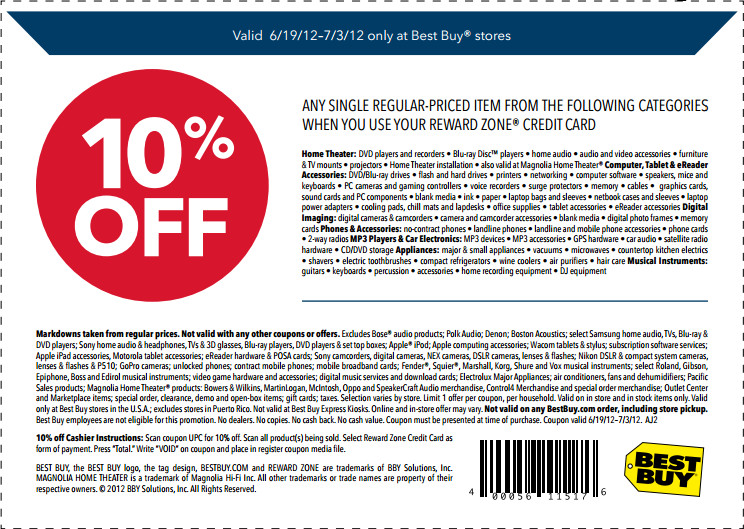 Valid 6/19/12–7/3/12 only at Best Buy® stores
10%
OFF
ANY SINGLE REGULAR-PRICED ITEM FROM THE FOLLOWING CATEGORIES
WHEN YOU USE YOUR REWARD ZONE® CREDIT CARD
Home Theater: DVD players and recorders • Blu-ray Disc™ players • home audio • audio and video accessories • furniture
& TV mounts • projectors • Home Theater installation • also valid at Magnolia Home Theater® Computer, Tablet & eReader
Accessories: DVD/Blu-ray drives • flash and hard drives • printers • networking • computer software • speakers, mice and
keyboards • PC cameras and gaming controllers • voice recorders • surge protectors • memory • cables • graphics cards,
sound cards and PC components • blank media • ink • paper • laptop bags and sleeves • netbook cases and sleeves • laptop
power adapters • cooling pads, chill mats and lapdesks • office supplies • tablet accessories • eReader accessories Digital
Imaging: digital cameras & camcorders • camera and camcorder accessories • blank media • digital photo frames • memory
cards Phones & Accessories: no-contract phones • landline phones • landline and mobile phone accessories • phone cards
• 2-way radios MP3 Players & Car Electronics: MP3 devices • MP3 accessories • GPS hardware • car audio • satellite radio
hardware • CD/DVD storage Appliances: major & small appliances • vacuums • microwaves • countertop kitchen electrics
• shavers • electric toothbrushes • compact refrigerators • wine coolers • air purifiers • hair care Musical Instruments:
guitars • keyboards • percussion • accessories • home recording equipment • DJ equipment
Markdowns taken from regular prices. Not valid with any other coupons or offers. Excludes Bose® audio products; Polk Audio; Denon; Boston Acoustics; select Samsung home audio, TVs, Blu-ray &
DVD players; Sony home audio & headphones, TVs & 3D glasses, Blu-ray players, DVD players & set top boxes; Apple® iPod; Apple computing accessories; Wacom tablets & stylus; subscription software services;
Apple iPad accessories, Motorola tablet accessories; eReader hardware & POSA cards; Sony camcorders, digital cameras, NEX cameras, DSLR cameras, lenses & flashes; Nikon DSLR & compact system cameras,
lenses & flashes & P510; GoPro cameras; unlocked phones; contract mobile phones; mobile broadband cards; Fender®, Squier®, Marshall, Korg, Shure and Vox musical instruments; select Roland, Gibson,
Epiphone, Boss and Edirol musical instruments; video game hardware and accessories; digital music services and download cards; Electrolux Major Appliances; air conditioners, fans and dehumidifiers; Pacific
Sales products; Magnolia Home Theater® products: Bowers & Wilkins, MartinLogan, McIntosh, Oppo and SpeakerCraft Audio merchandise, Control4 Merchandise and special order merchandise; Outlet Center
and Marketplace items; special order, clearance, demo and open-box items; gift cards; taxes. Selection varies by store. Limit 1 offer per coupon, per household. Valid on in store and in stock items only. Valid
only at Best Buy stores in the U.S.A.; excludes stores in Puerto Rico. Not valid at Best Buy Express Kiosks. Online and in-store offer may vary. Not valid on any BestBuy.com order, including store pickup.
Best Buy employees are not eligible for this promotion. No dealers. No copies. No cash back. No cash value. Coupon must be presented at time of purchase. Coupon valid 6/19/12–7/3/12. AJ2
10% off Cashier Instructions: Scan coupon UPC for 10% off. Scan all product(s) being sold. Select Reward Zone Credit Card as
form of payment. Press "Total." Write "VOID" on coupon and place in register coupon media file.
BEST BUY, the BEST BUY logo, the tag design, BESTBUY.COM and REWARD ZONE are trademarks of BBY Solutions, Inc.
MAGNOLIA HOME THEATER is a trademark of Magnolia Hi-Fi Inc. All other trademarks or trade names are property of their
respective owners. © 2012 BBY Solutions, Inc. All Rights Reserved.
4 00056 11517 6
BEST
BUY